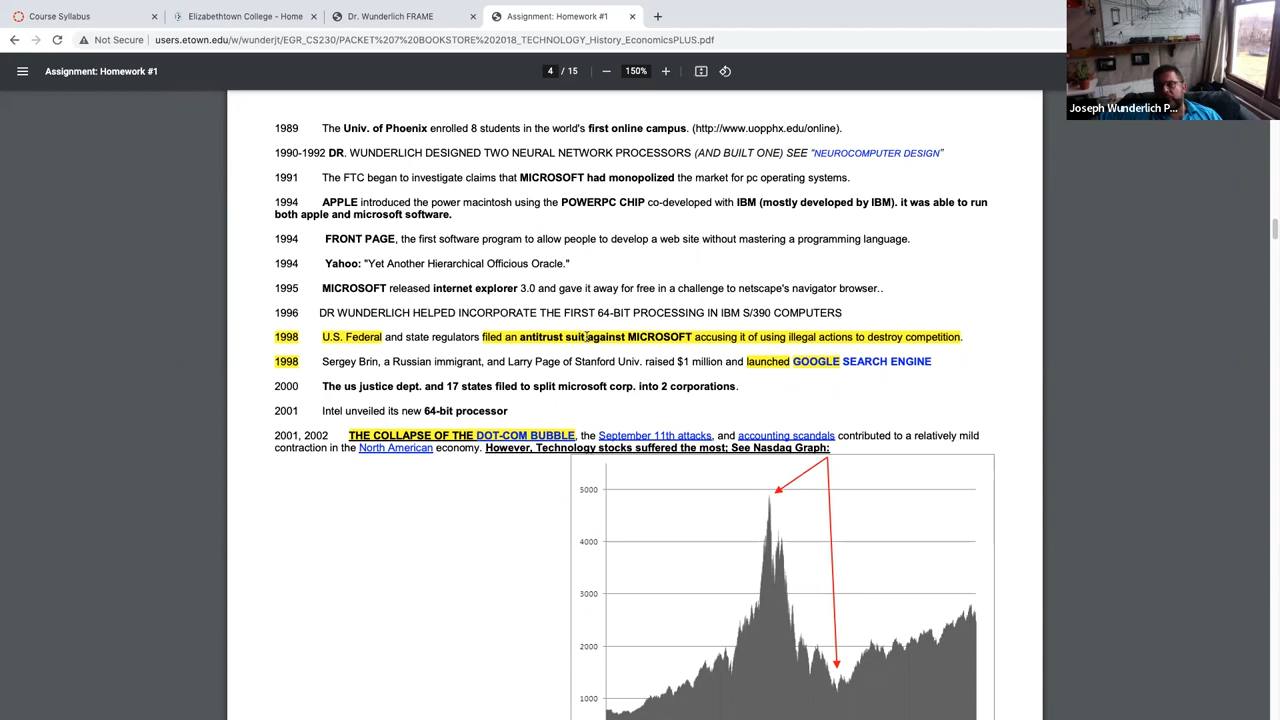 Course Syllabus
Elizabethtown College - Home
Dr. Wunderlich FRAME
Assignment: Homework #1
Not Secure
users.etown.edu/w/wunderjt/EGR_CS230/PACKET%207%20BOOKSTORE%202018_TECHNOLOGY_History_EconomicsPLUS.pdf
Assignment: Homework #1
4 / 15
150%
Joseph Wunderlich P...
1989 The Univ. of Phoenix enrolled 8 students in the world's first online campus. (http://www.uopphx.edu/online).
1990-1992 DR. WUNDERLICH DESIGNED TWO NEURAL NETWORK PROCESSORS (AND BUILT ONE) SEE "NEUROCOMPUTER DESIGN"
1991 The FTC began to investigate claims that MICROSOFT had monopolized the market for pc operating systems.
1994 APPLE introduced the power macintosh using the POWERPC CHIP co-developed with IBM (mostly developed by IBM). it was able to run
both apple and microsoft software.
1994 FRONT PAGE, the first software program to allow people to develop a web site without mastering a programming language.
1994 Yahoo: "Yet Another Hierarchical Officious Oracle."
1995 MICROSOFT released internet explorer 3.0 and gave it away for free in a challenge to netscape's navigator browser..
1996 DR WUNDERLICH HELPED INCORPORATE THE FIRST 64-BIT PROCESSING IN IBM S/390 COMPUTERS
1998 U.S. Federal and state regulators filed an antitrust suit against MICROSOFT accusing it of using illegal actions to destroy competition.
1998 Sergey Brin, a Russian immigrant, and Larry Page of Stanford Univ. raised $1 million and launched GOOGLE SEARCH ENGINE
2000 The us justice dept. and 17 states filed to split microsoft corp. into 2 corporations.
2001 Intel unveiled its new 64-bit processor
2001, 2002 THE COLLAPSE OF THE DOT-COM BUBBLE, the September 11th attacks, and accounting scandals contributed to a relatively mild
contraction in the North American economy. However, Technology stocks suffered the most; See Nasdaq Graph:
5000
4000
3000
2000
1000